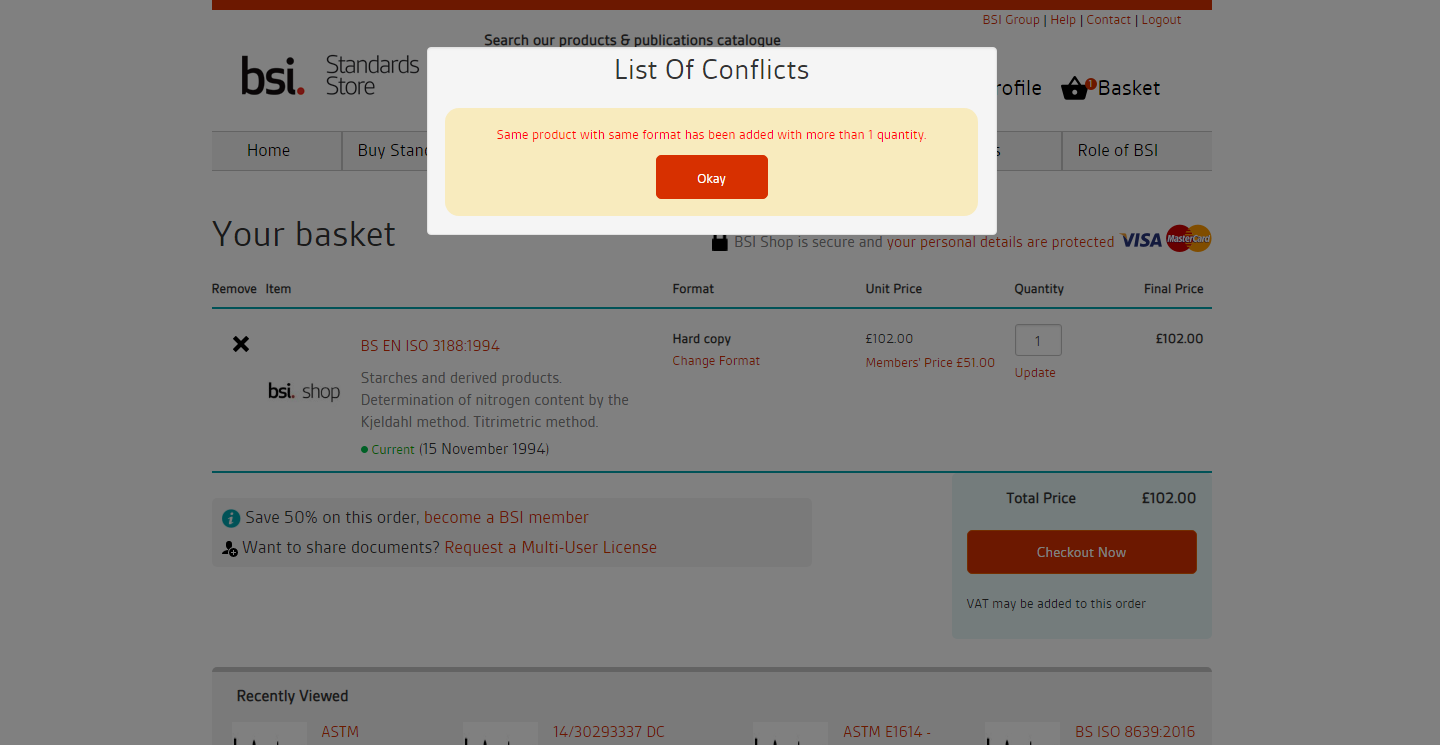 BSI Group | Help | Contact | Logout
Search our products & publications catalogue
bsi. Standards Store
List Of Conflicts
Basket
1
Same product with same format has been added with more than 1 quantity.
Okay
Home
Role of BSI
Your basket
BSI Shop is secure and your personal details are protected VISA MasterCard
Remove Item Format Unit Price Quantity Final Price
BS EN ISO 3188:1994
Hard copy
£102.00
1
£102.00
Change Format
Members' Price £51.00
Update
bsi. shop
Starches and derived products.
Determination of nitrogen content by the
Kjeldahl method. Titrimetric method.
Current (15 November 1994)
Save 50% on this order, become a BSI member
Want to share documents? Request a Multi-User License
Total Price £102.00
Checkout Now
VAT may be added to this order
Recently Viewed
ASTM
14/30293337 DC
ASTM E1614 -
BS ISO 8639:2016